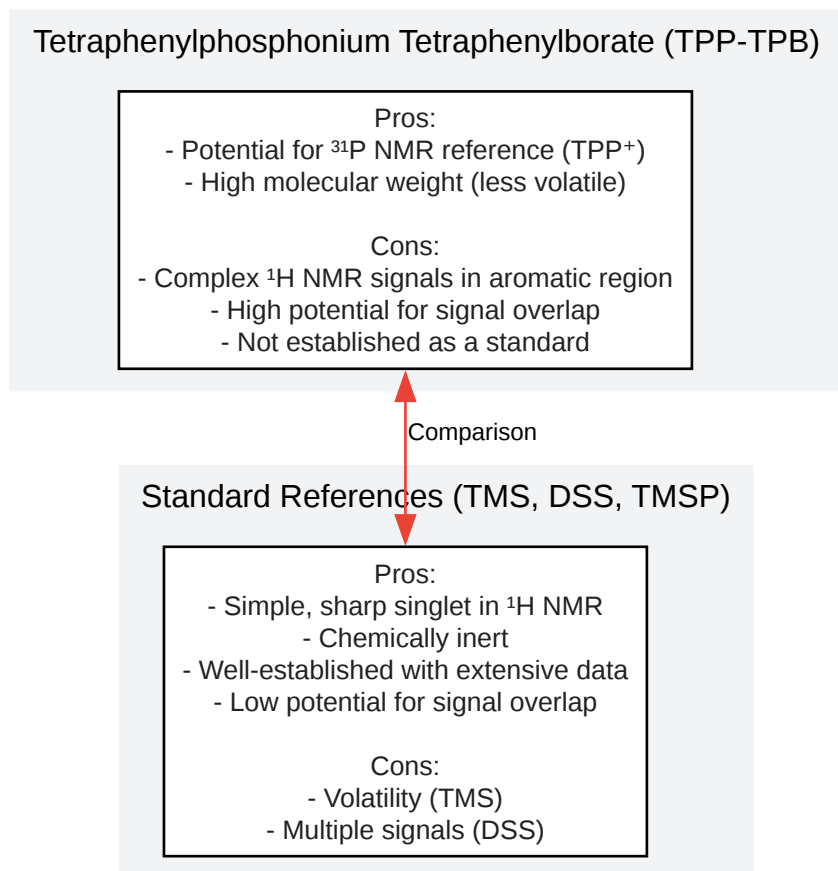 Tetraphenylphosphonium Tetraphenylborate (TPP-TPB)
Pros:
- Potential for ³¹P NMR reference (TPP⁺)
- High molecular weight (less volatile)
Cons:
- Complex ¹H NMR signals in aromatic region
- High potential for signal overlap
- Not established as a standard
Comparison
Standard References (TMS, DSS, TMSP)
Pros:
- Simple, sharp singlet in ¹H NMR
- Chemically inert
- Well-established with extensive data
- Low potential for signal overlap
Cons:
- Volatility (TMS)
- Multiple signals (DSS)